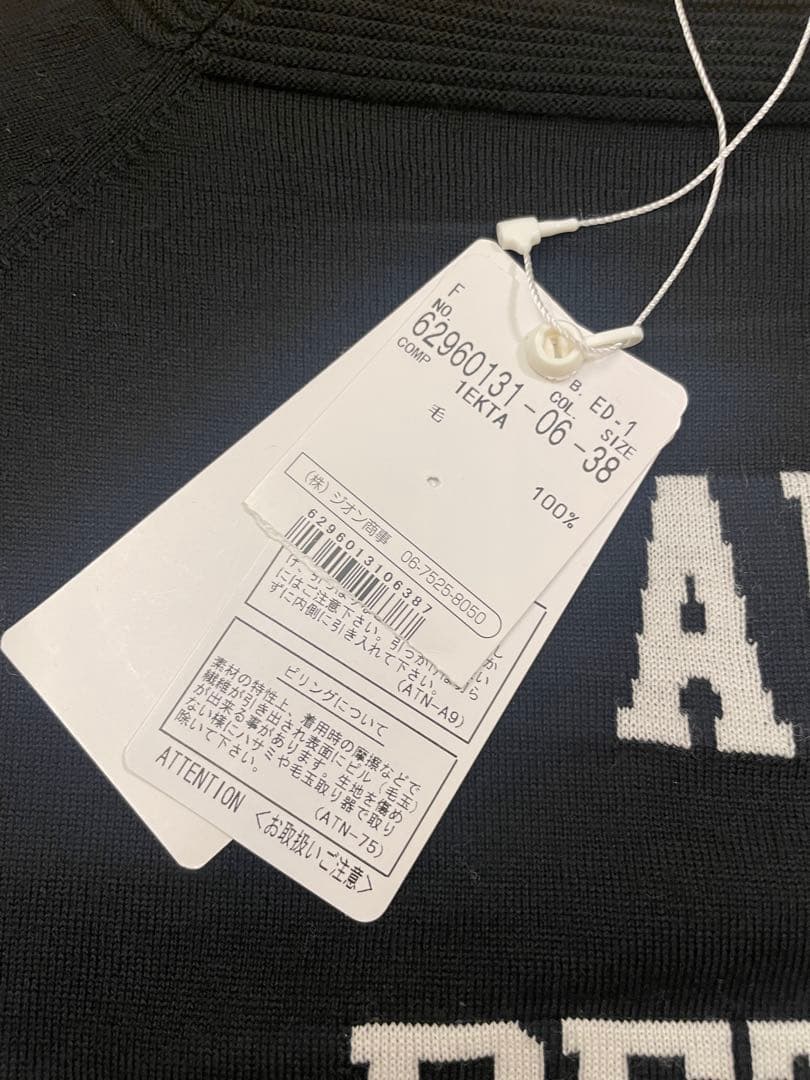 F
B. ED-1
NO. COL. SIZE
62960131-06-38
COMP 1EKTA
毛 100%
(株)ジオン商事 06-7525-8050
6296013106387
にはご注意下さい。
ずに内側に引き入れて下さい。
(ATN-A9)
ピリングについて
素材の特性上、着用時の摩擦などで
繊維が引き出され表面にピル(毛玉)
が出来る事があります。生地を傷め
ない様にハサミや毛玉取り器で取り
除いて下さい。
(ATN-75)
ATTENTION <お取扱いご注意>
A